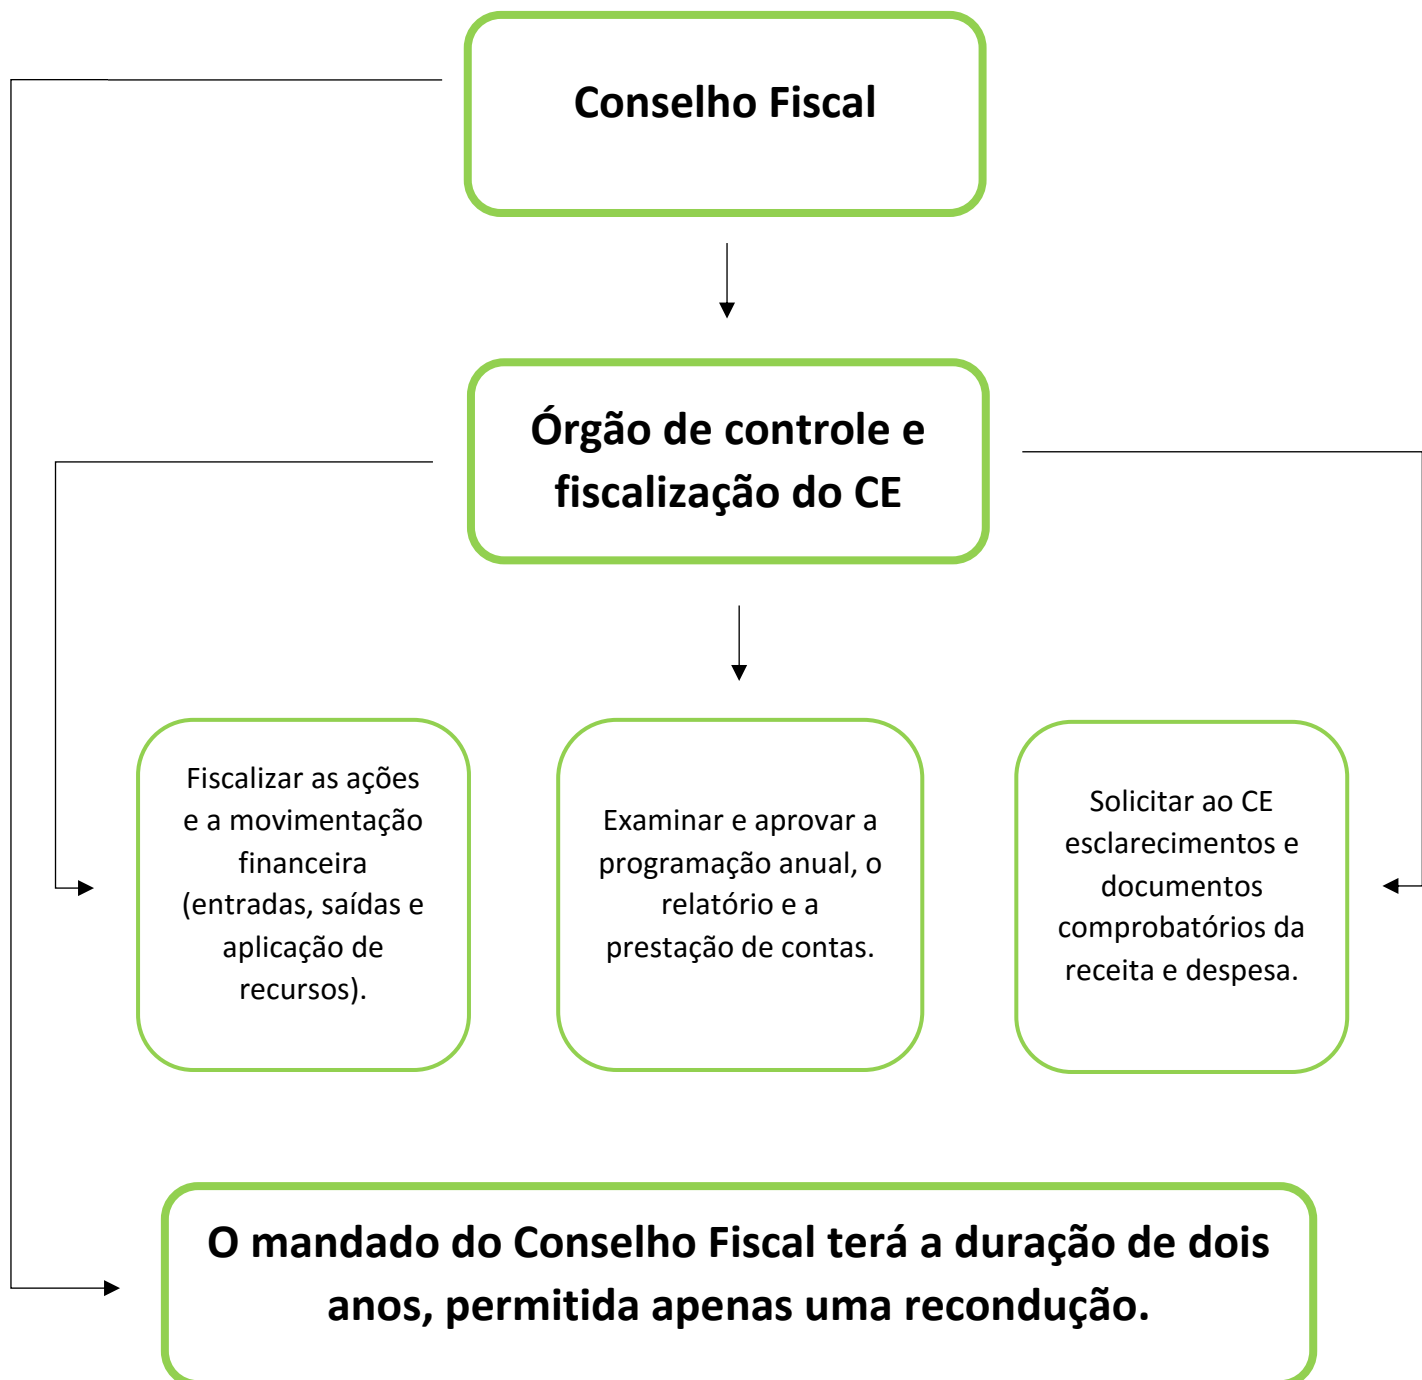 Conselho Fiscal
Órgão de controle e
fiscalização do CE
Fiscalizar as ações
e a movimentação
financeira
(entradas, saídas e
aplicação de
recursos).
Examinar e aprovar a
programação anual, o
relatório e a
prestação de contas.
Solicitar ao CE
esclarecimentos e
documentos
comprobatórios da
receita e despesa.
O mandado do Conselho Fiscal terá a duração de dois
anos, permitida apenas uma recondução.